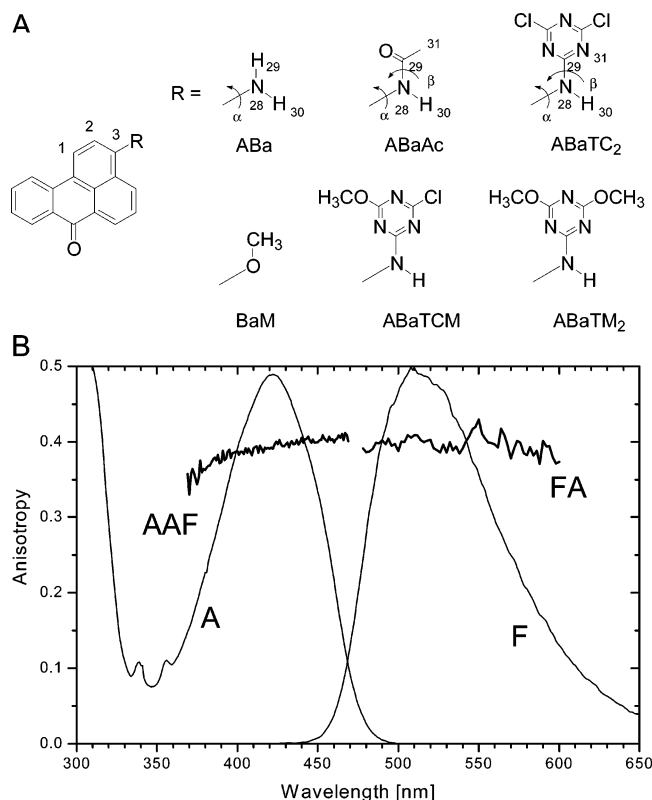 A
R =
H
29
N
28
H
30
α
ABa
O
31
29
β
N
28
H
30
α
ABaAc
Cl N Cl
N N 31
29
β
N
28
H
30
α
ABaTC2
1 2 3 R
O
CH3
O
BaM
CH3O N Cl
N N
N
H
ABaTCM
CH3O N OCH3
N N
N
H
ABaTM2
B
0.5
0.4
0.3
0.2
0.1
0.0
Anisotropy
AAF
FA
A
F
300 350 400 450 500 550 600 650
Wavelength [nm]